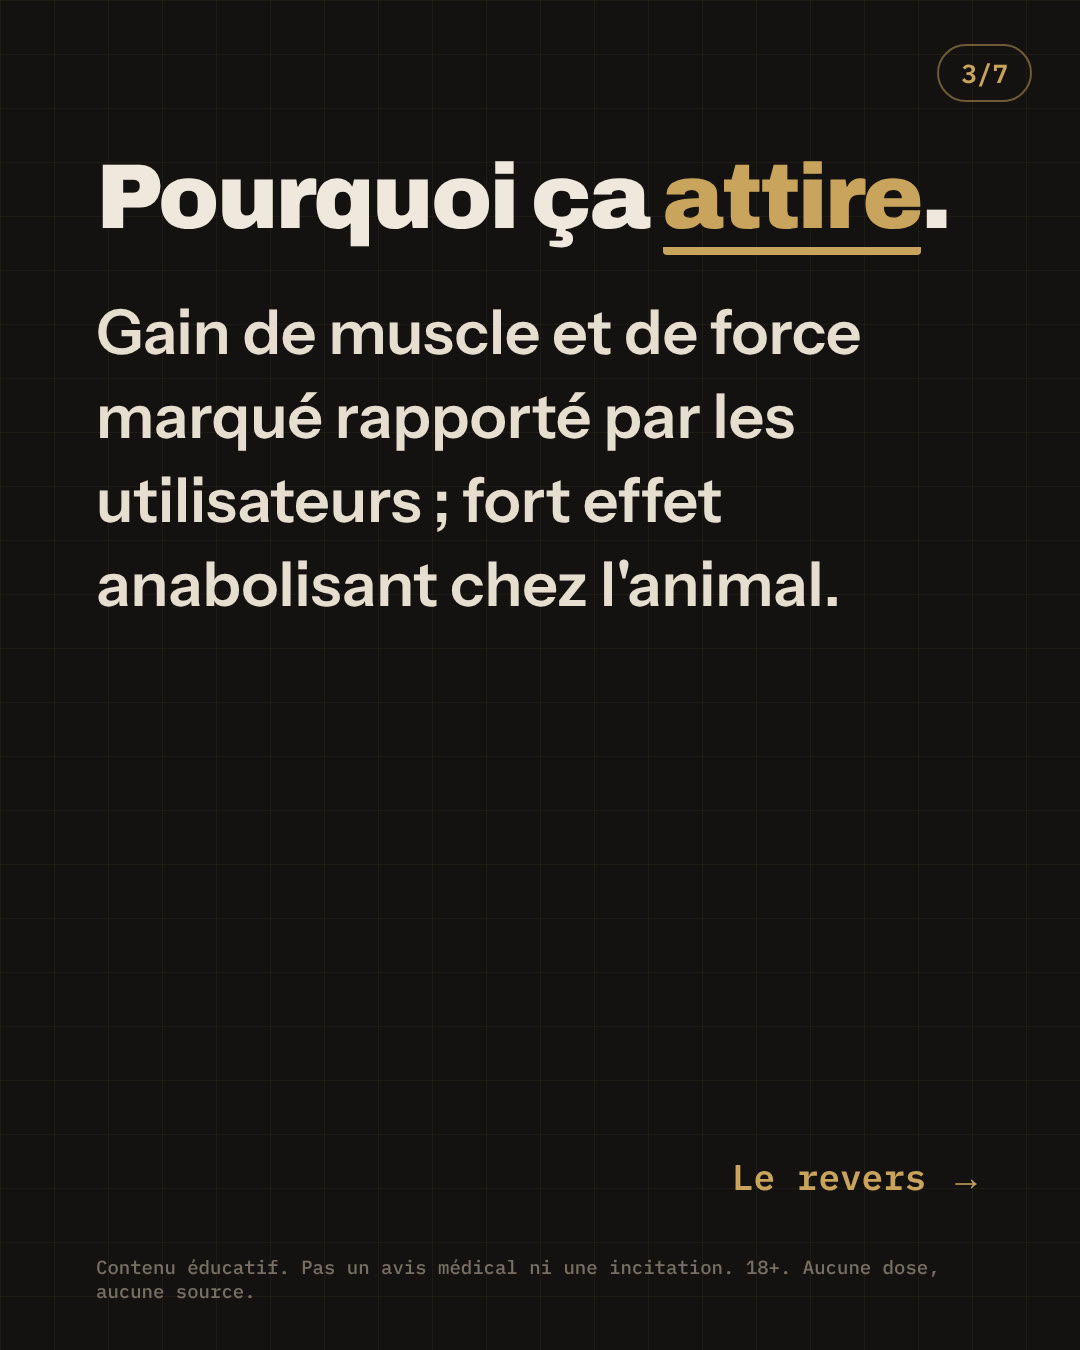 3/7
Pourquoi ça attire.
Gain de muscle et de force
marqué rapporté par les
utilisateurs ; fort effet
anabolisant chez l'animal.
Le revers →
Contenu éducatif. Pas un avis médical ni une incitation. 18+. Aucune dose,
aucune source.